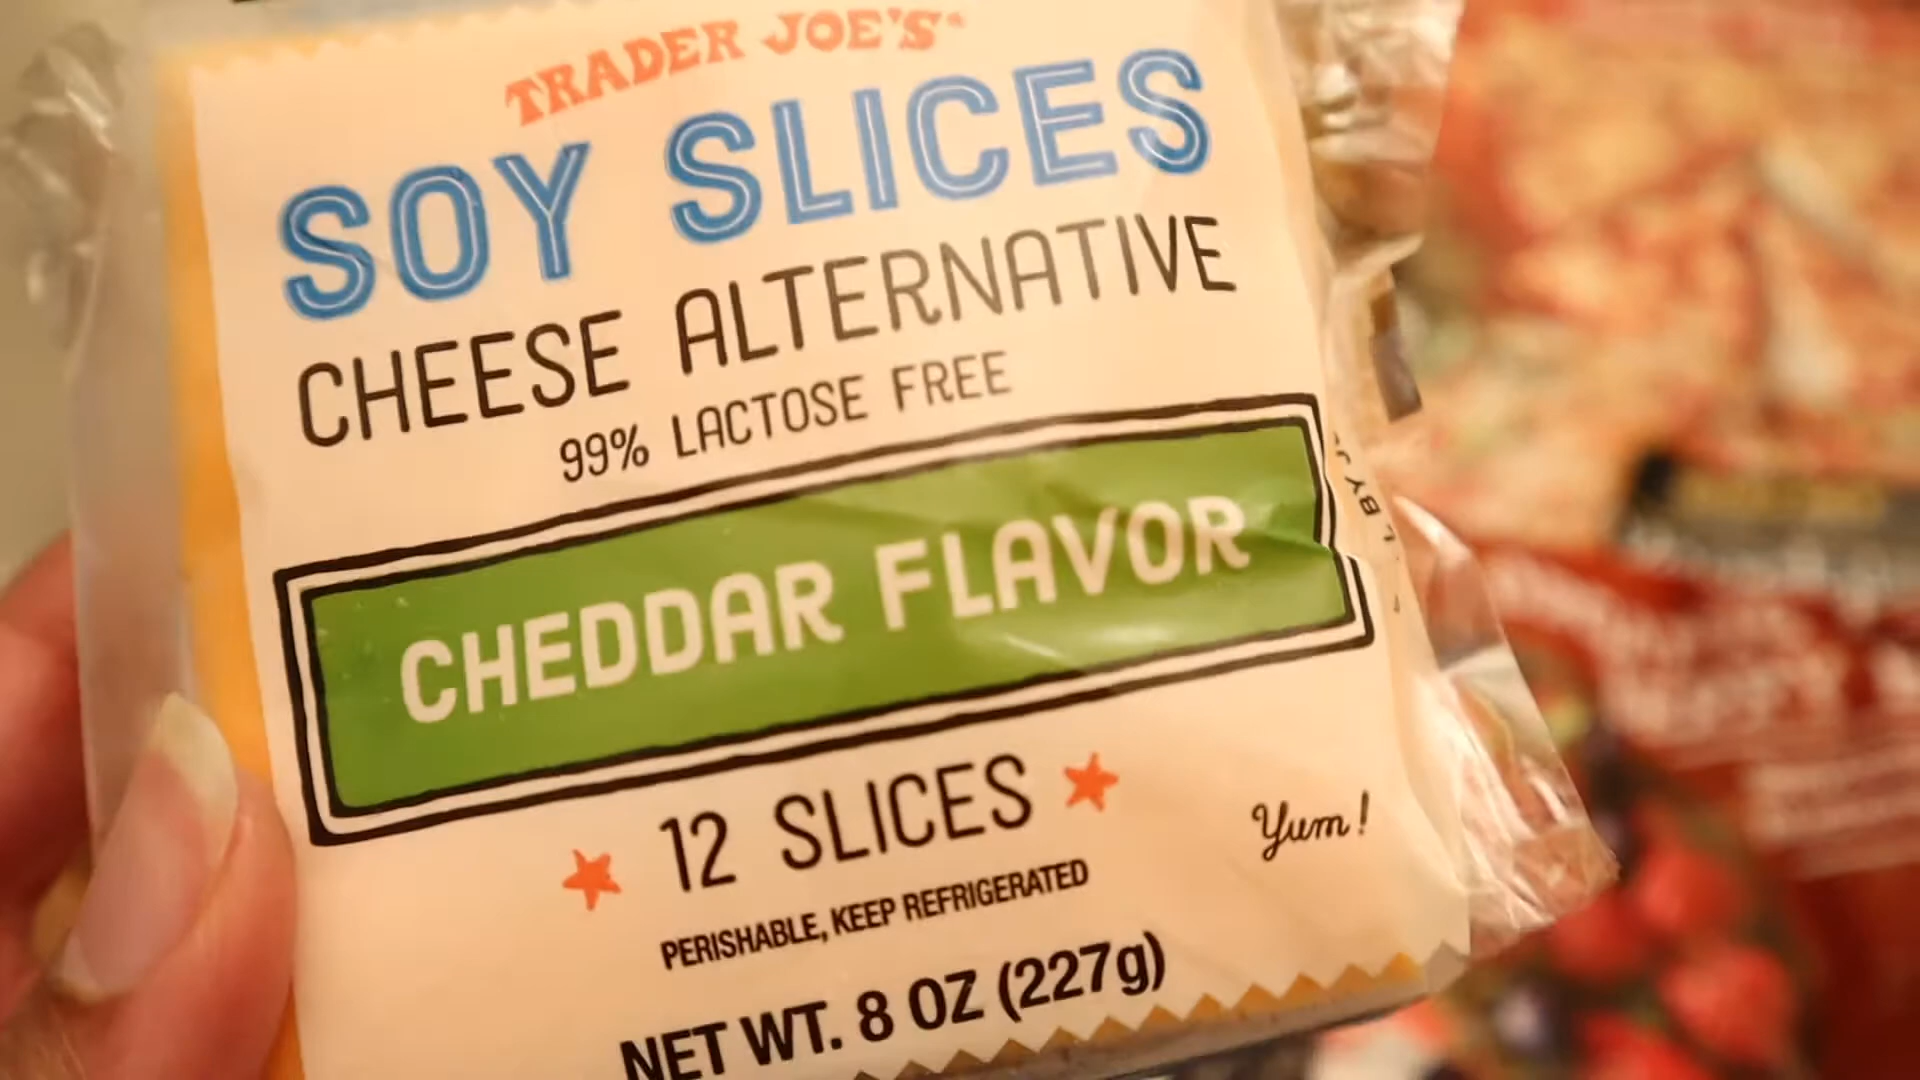 TRADER JOE'S
SOY SLICES
CHEESE ALTERNATIVE
99% LACTOSE FREE
CHEDDAR FLAVOR
12 SLICES
Yum!
PERISHABLE, KEEP REFRIGERATED
NET WT. 8 OZ (227g)
BY